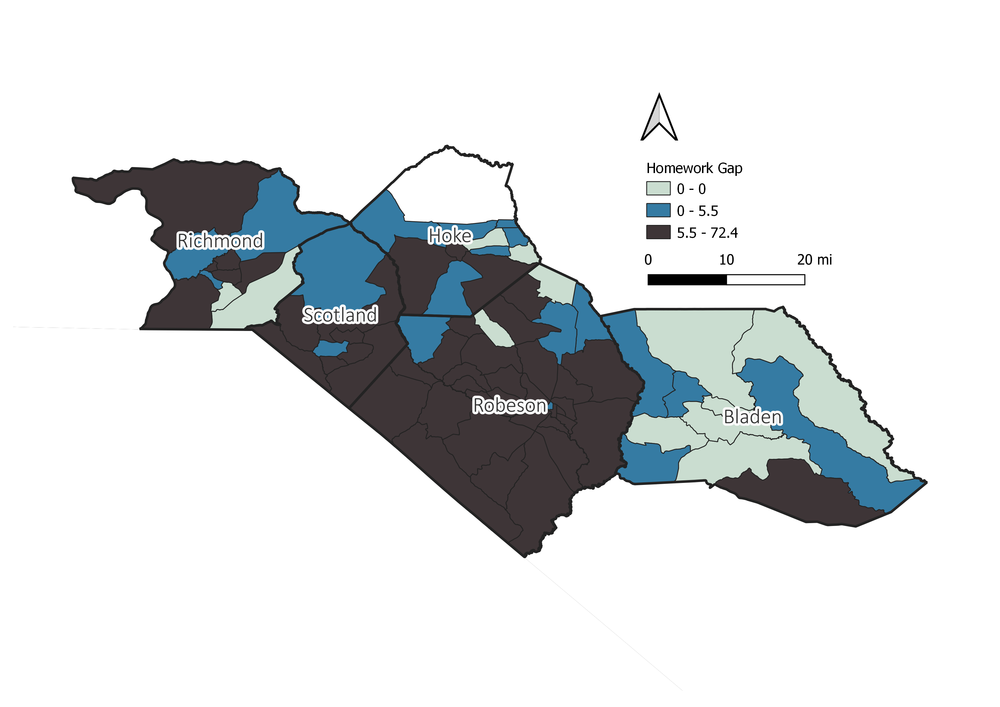 Homework Gap
0 - 0
0 - 5.5
5.5 - 72.4
0 10 20 mi
Richmond
Hoke
Scotland
Robeson
Bladen